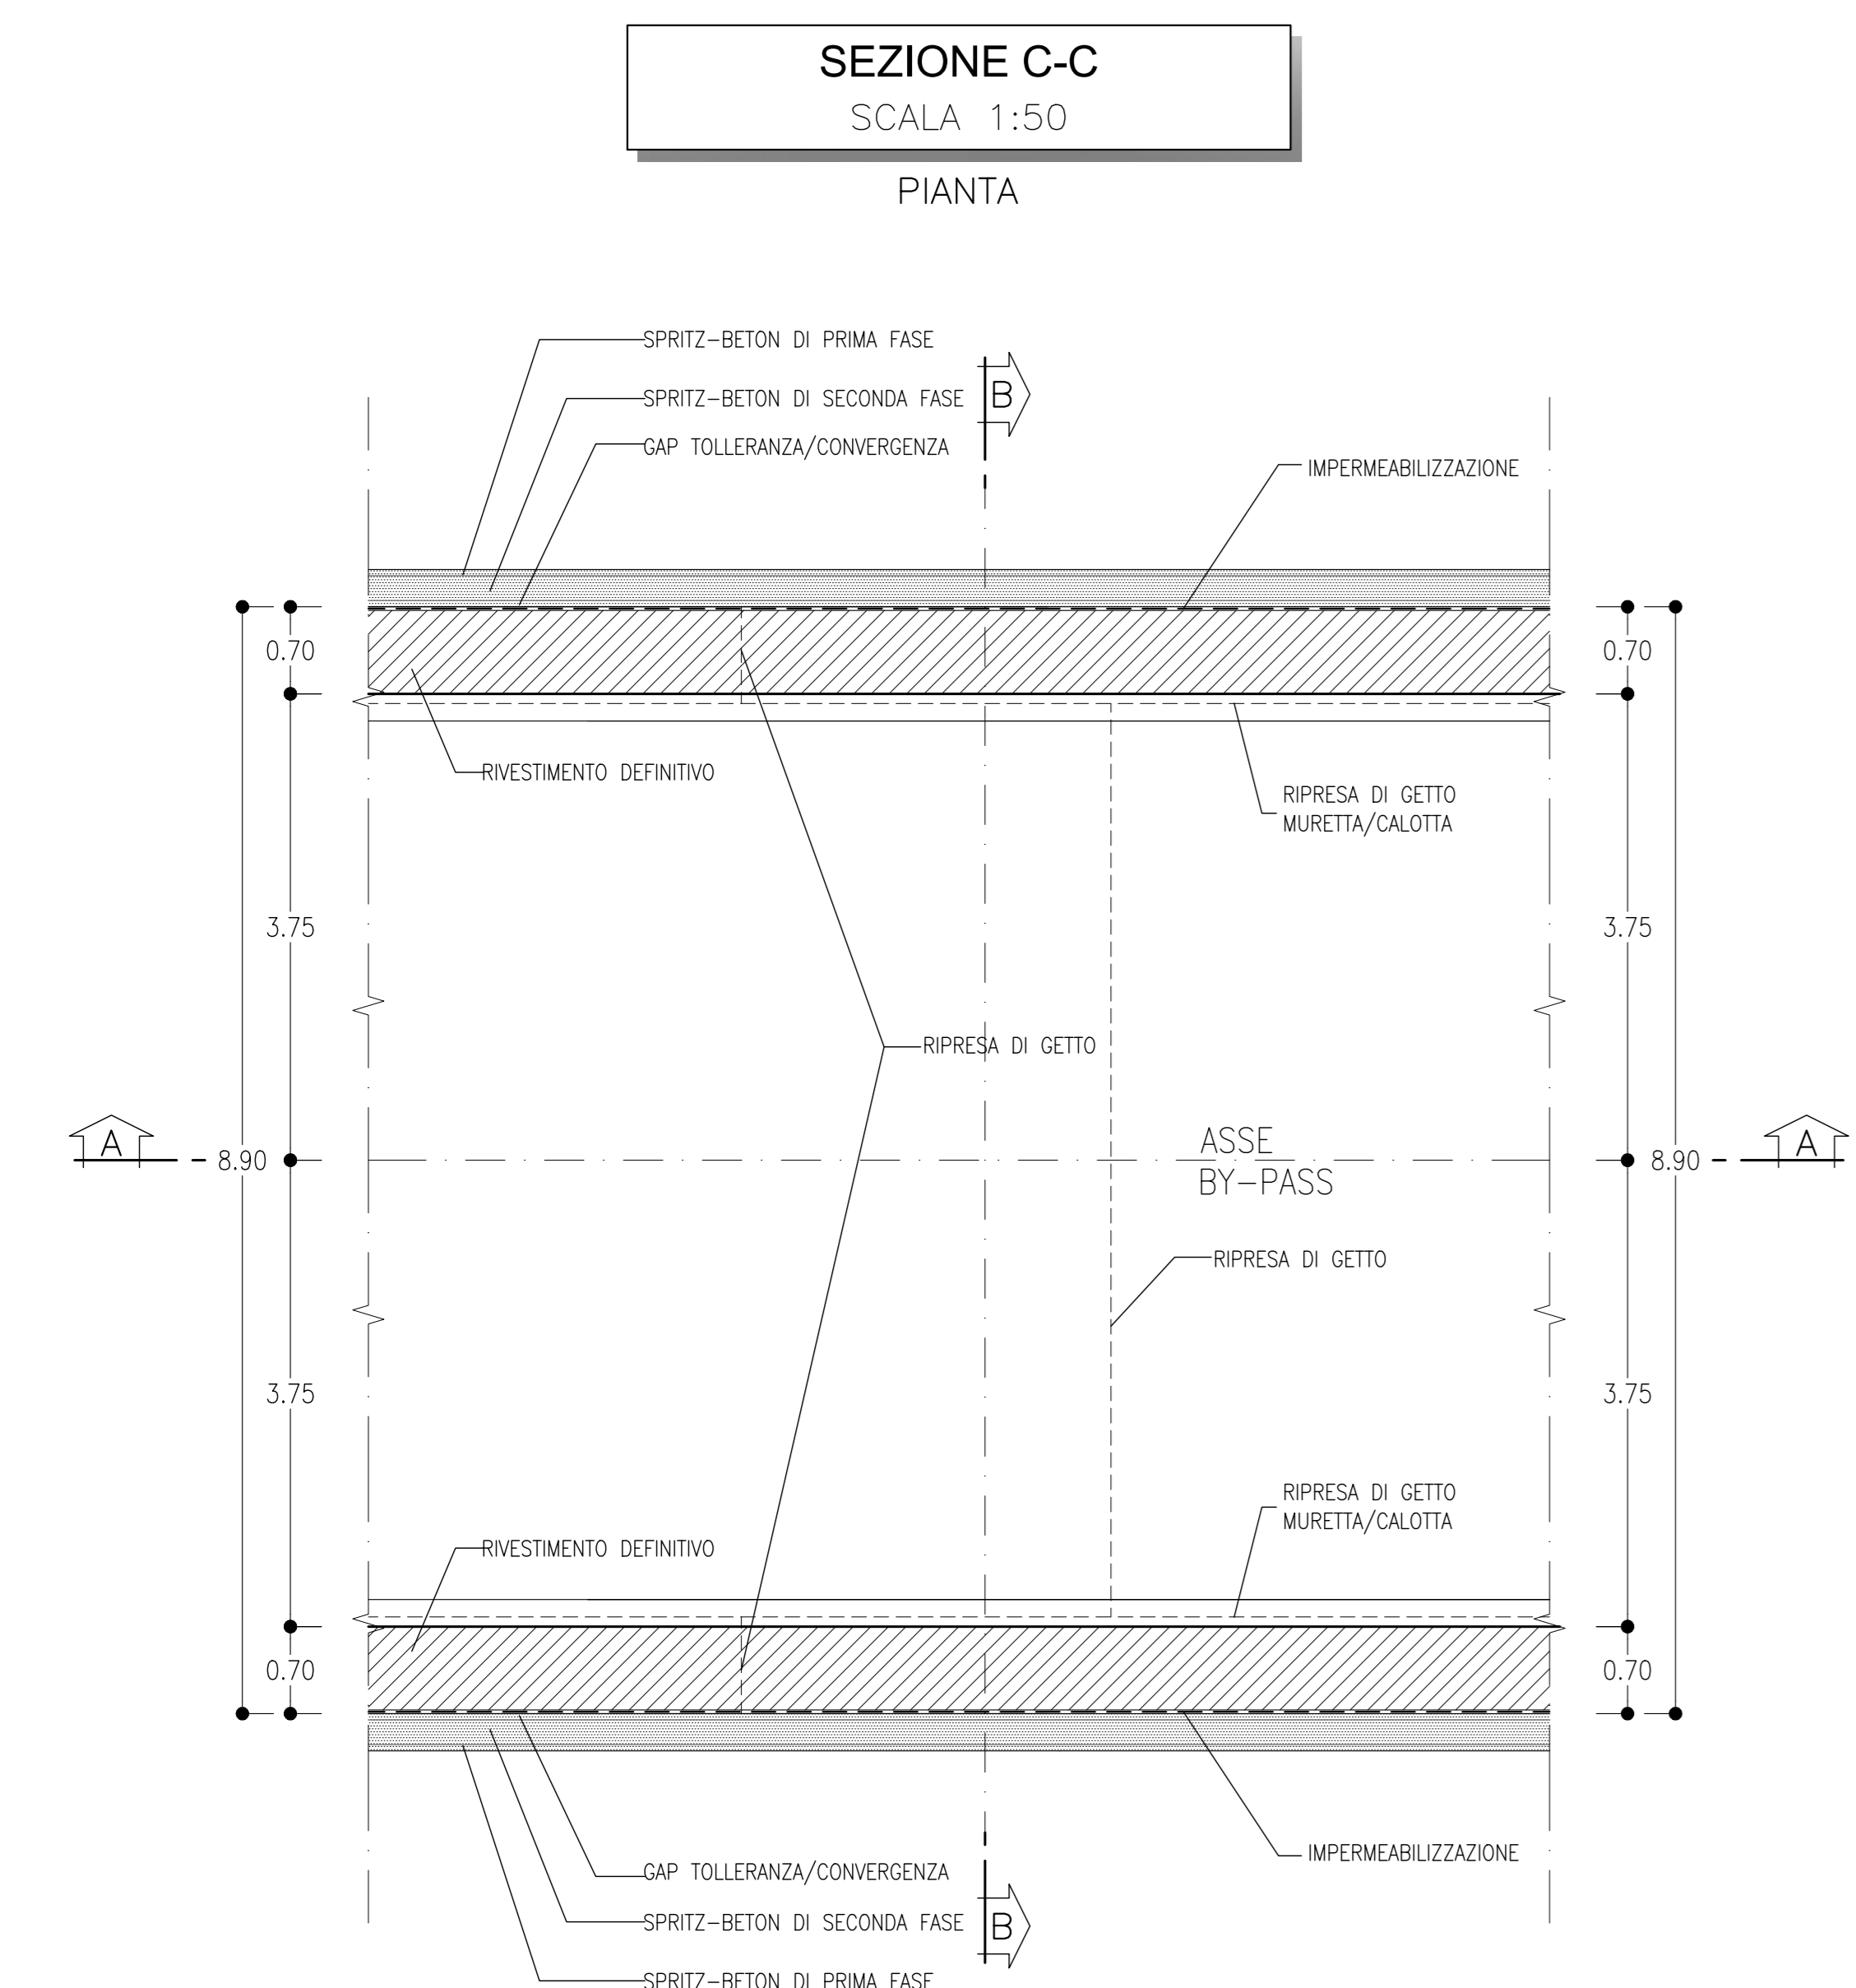 SEZIONE C-C
SCALA 1:50
PIANTA
SPRITZ-BETON DI PRIMA FASE
SPRITZ-BETON DI SECONDA FASE
B
GAP TOLLERANZA/CONVERGENZA
IMPERMEABILIZZAZIONE
0.70
0.70
RIVESTIMENTO DEFINITIVO
RIPRESA DI GETTO
MURETTA/CALOTTA
3.75
3.75
RIPRESA DI GETTO
A
8.90
ASSE
BY-PASS
8.90
A
RIPRESA DI GETTO
3.75
3.75
RIPRESA DI GETTO
MURETTA/CALOTTA
RIVESTIMENTO DEFINITIVO
0.70
0.70
IMPERMEABILIZZAZIONE
GAP TOLLERANZA/CONVERGENZA
SPRITZ-BETON DI SECONDA FASE
B
SPRITZ-BETON DI PRIMA FASE